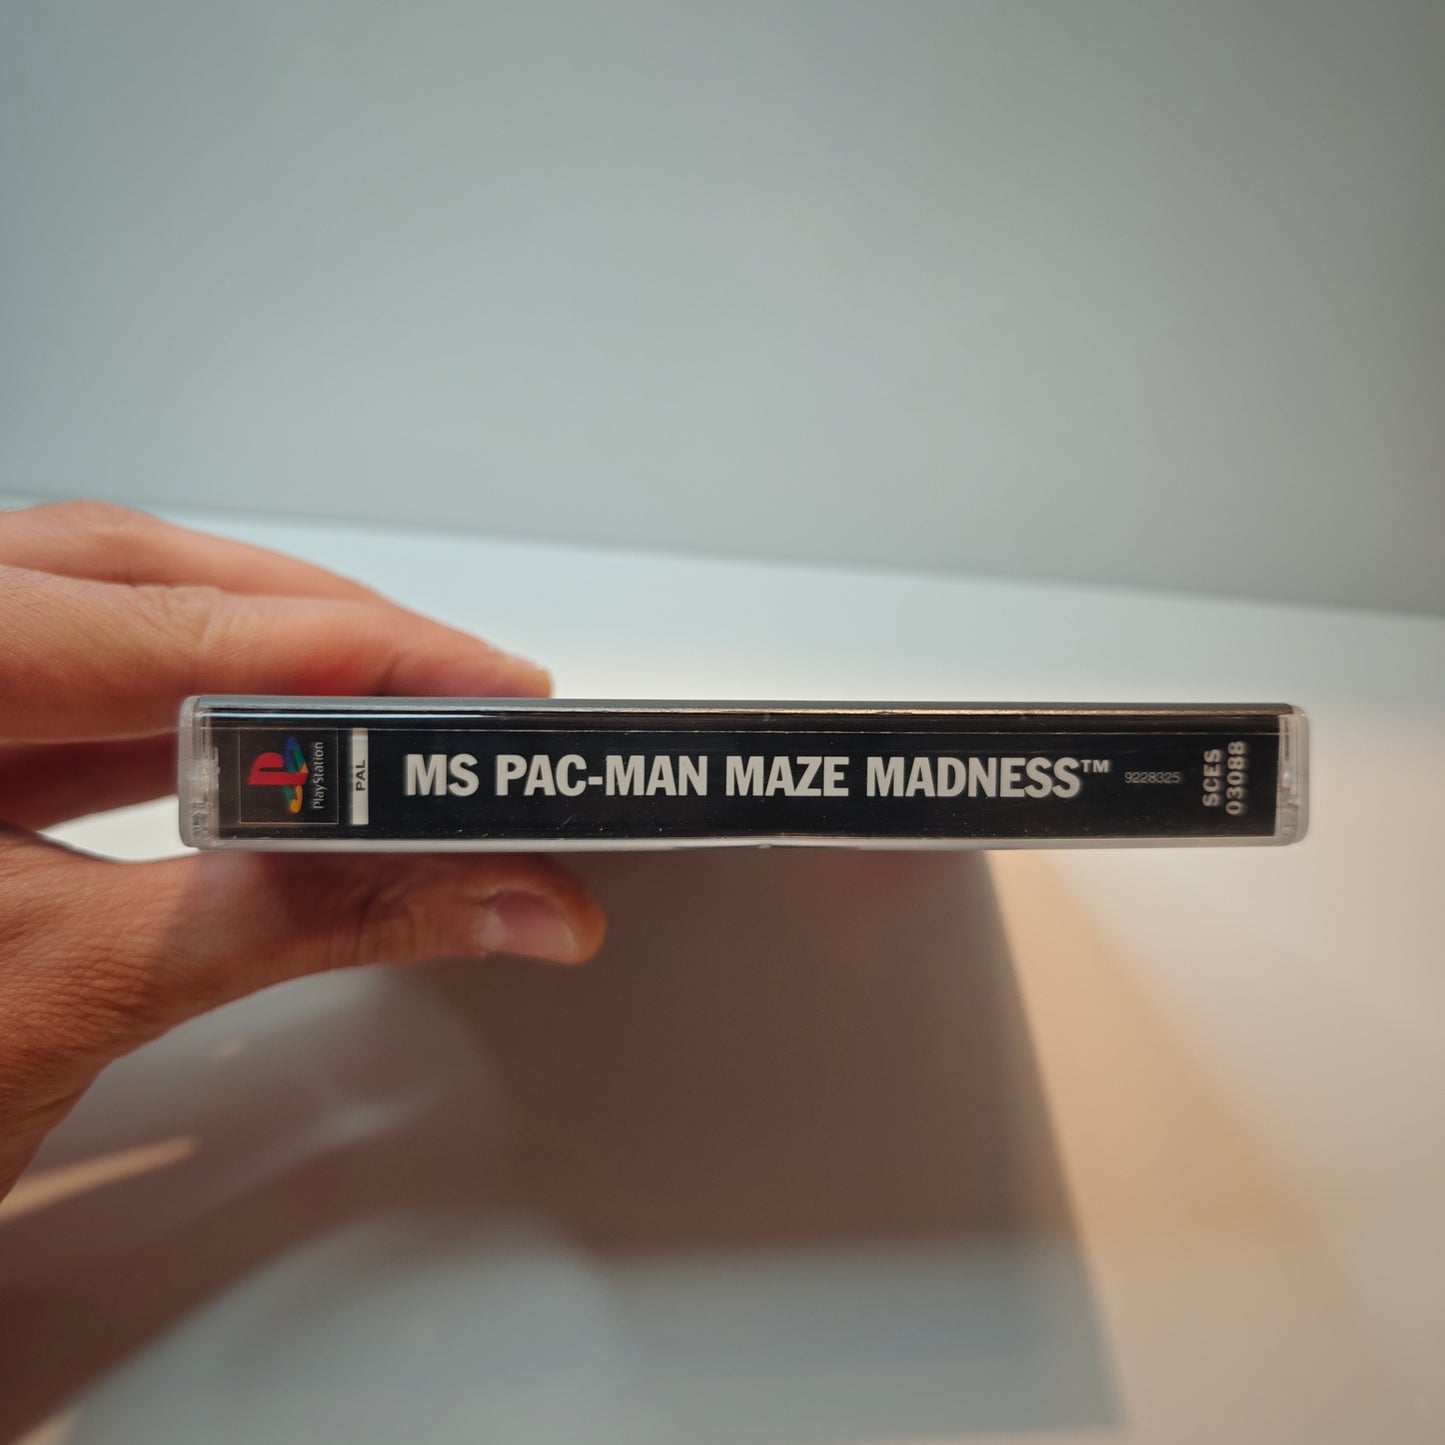 PlayStation
PAL
MS PAC-MAN MAZE MADNESS™
9228325
SCES
03088